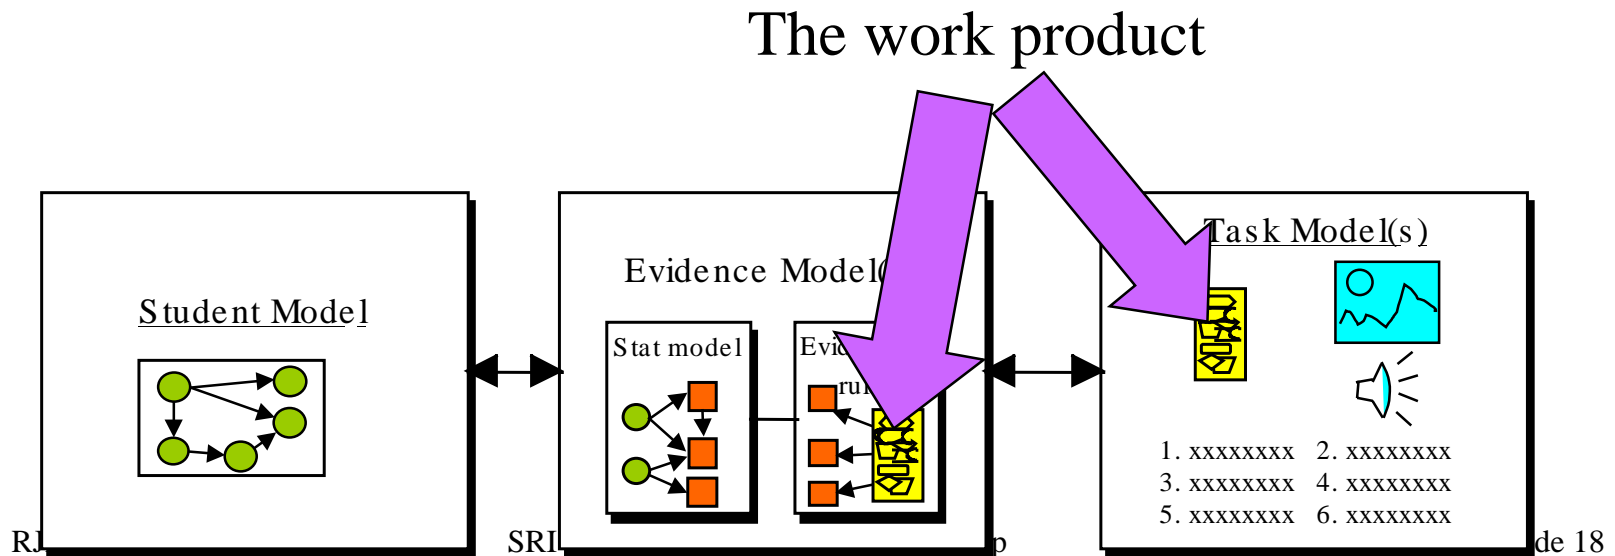 The work product
Student Model
Evidence Model(
Stat model
Task Model(s)
1. xxxxxxxx 2. xxxxxxxx
3. xxxxxxxx 4. xxxxxxxx
5. xxxxxxxx 6. xxxxxxxx
SRI
18